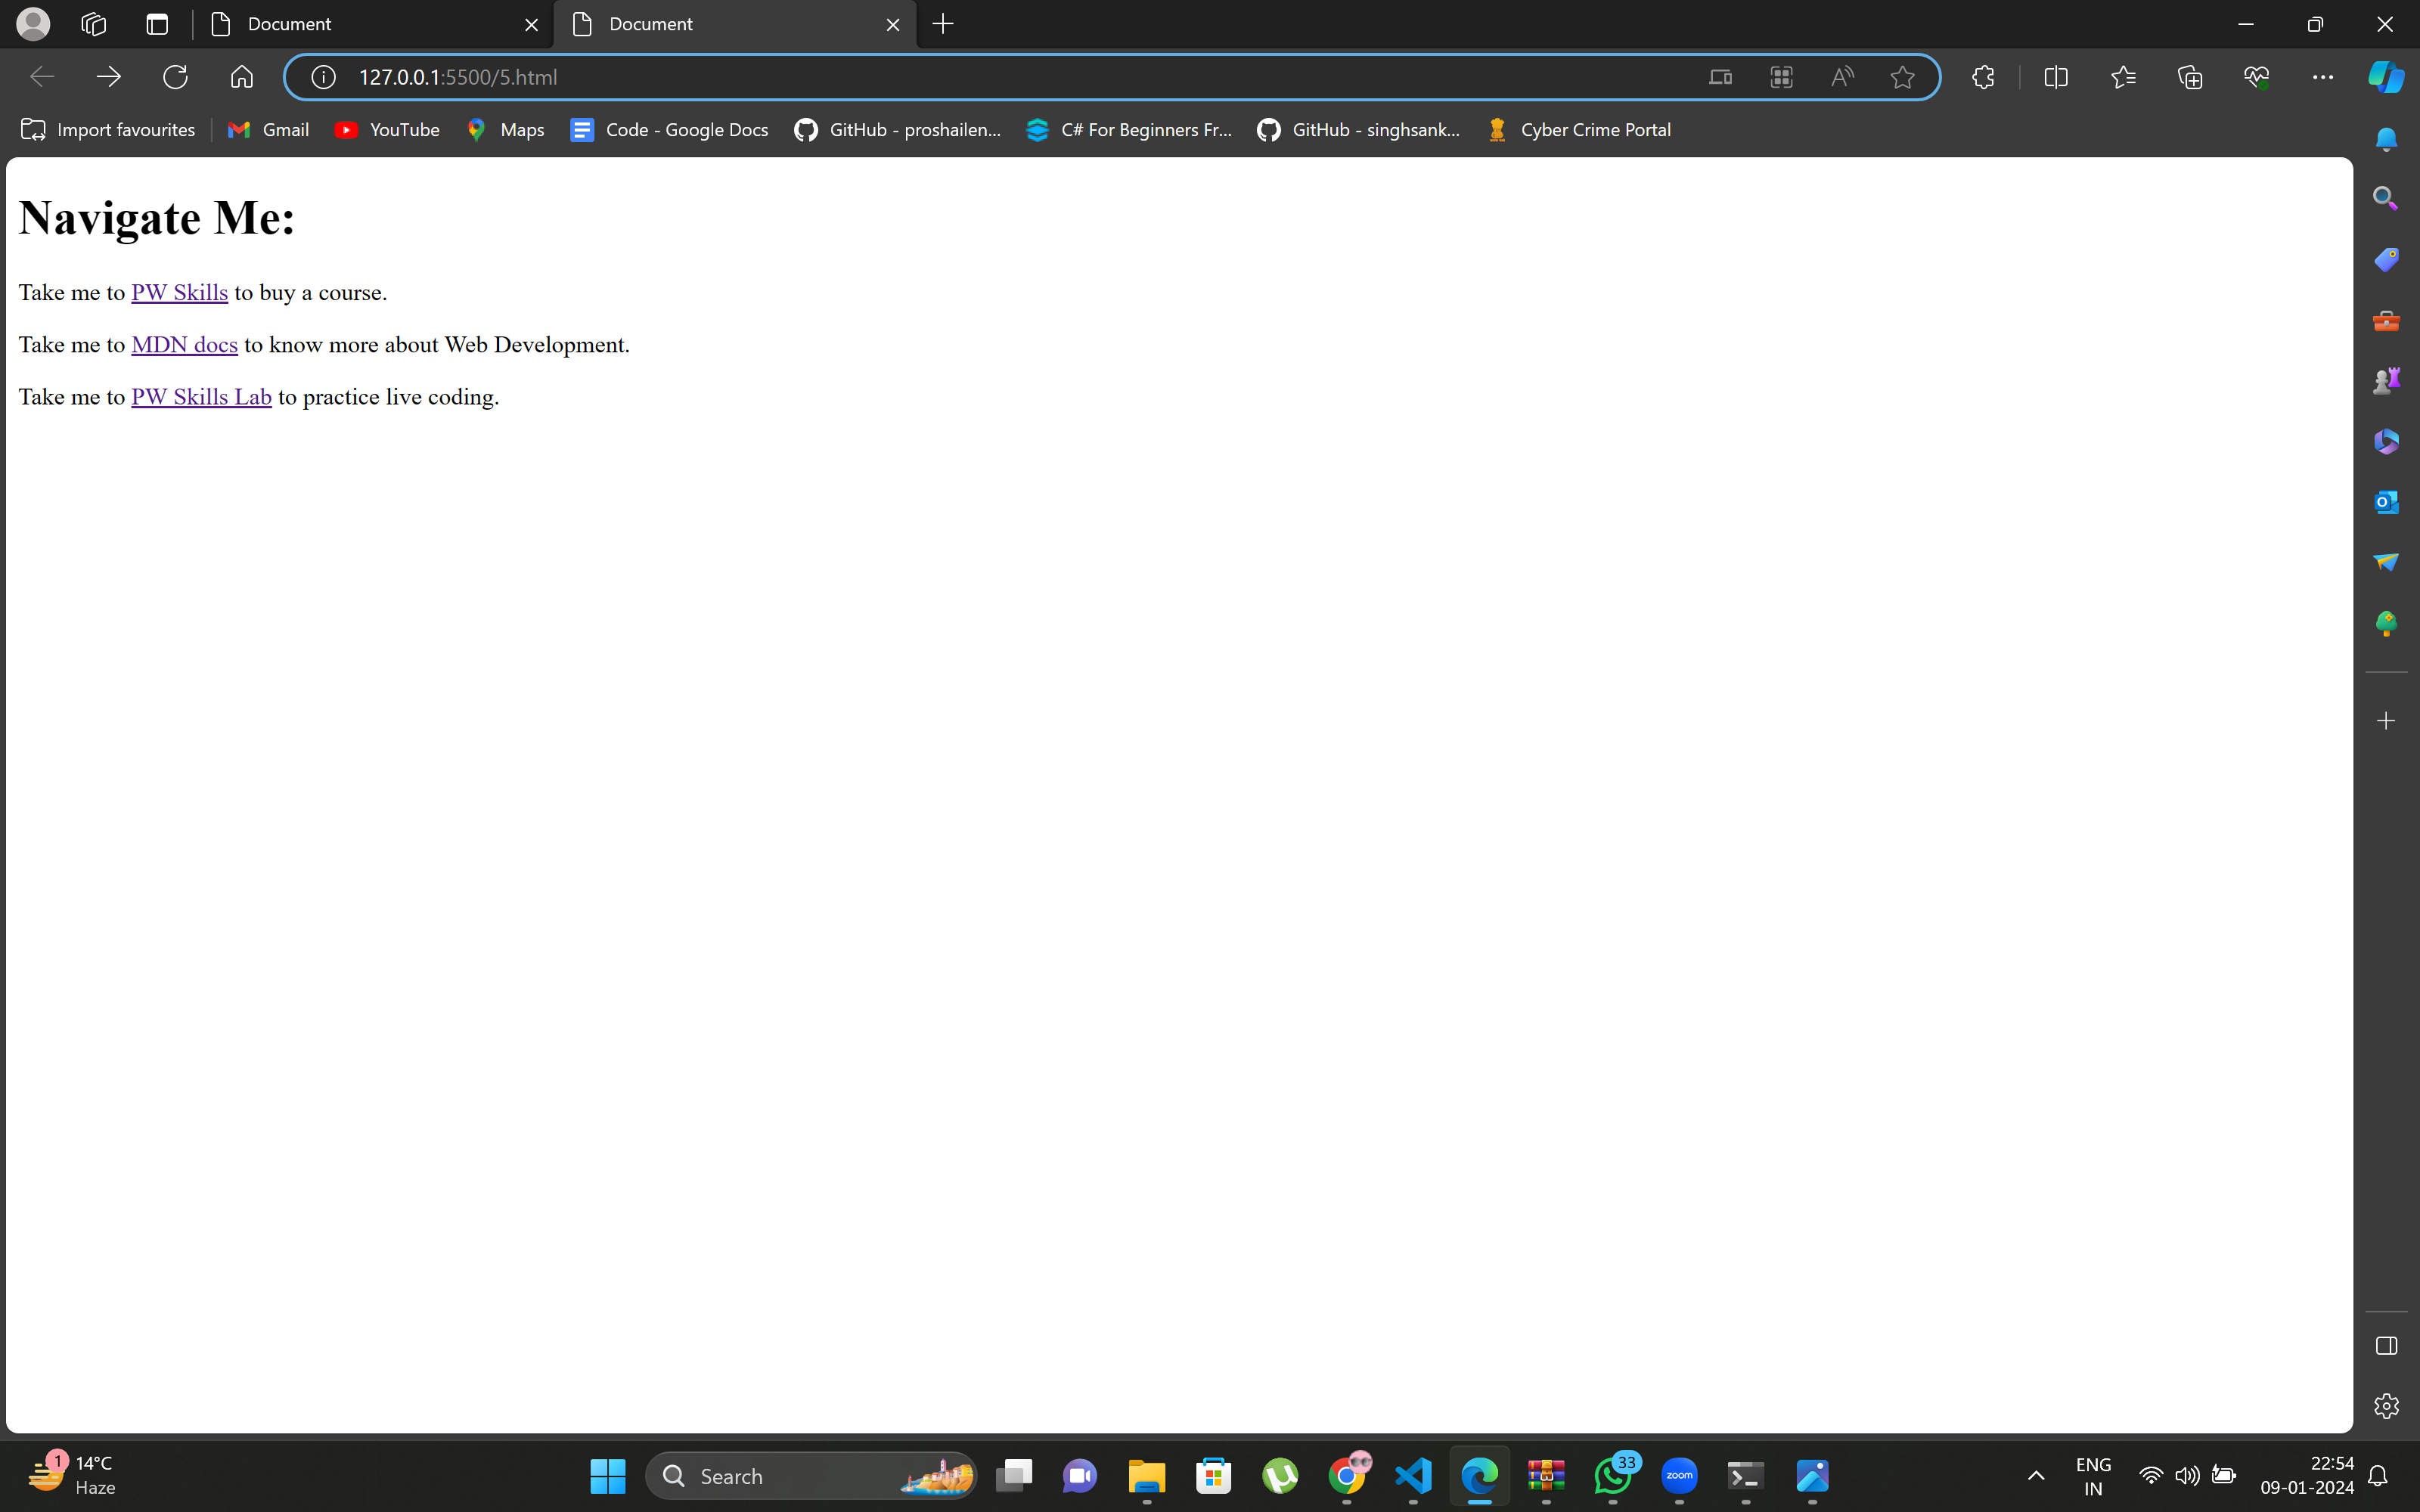 Document
Document
127.0.0.1:5500/5.html
Import favourites
Gmail
YouTube
Maps
Code - Google Docs
GitHub - proshailen...
C# For Beginners Fr...
GitHub - singhsank...
Cyber Crime Portal
Navigate Me:
Take me to PW Skills to buy a course.
Take me to MDN docs to know more about Web Development.
Take me to PW Skills Lab to practice live coding.
1
14°C
Haze
Search
33
zoom
ENG
IN
22:54
09-01-2024